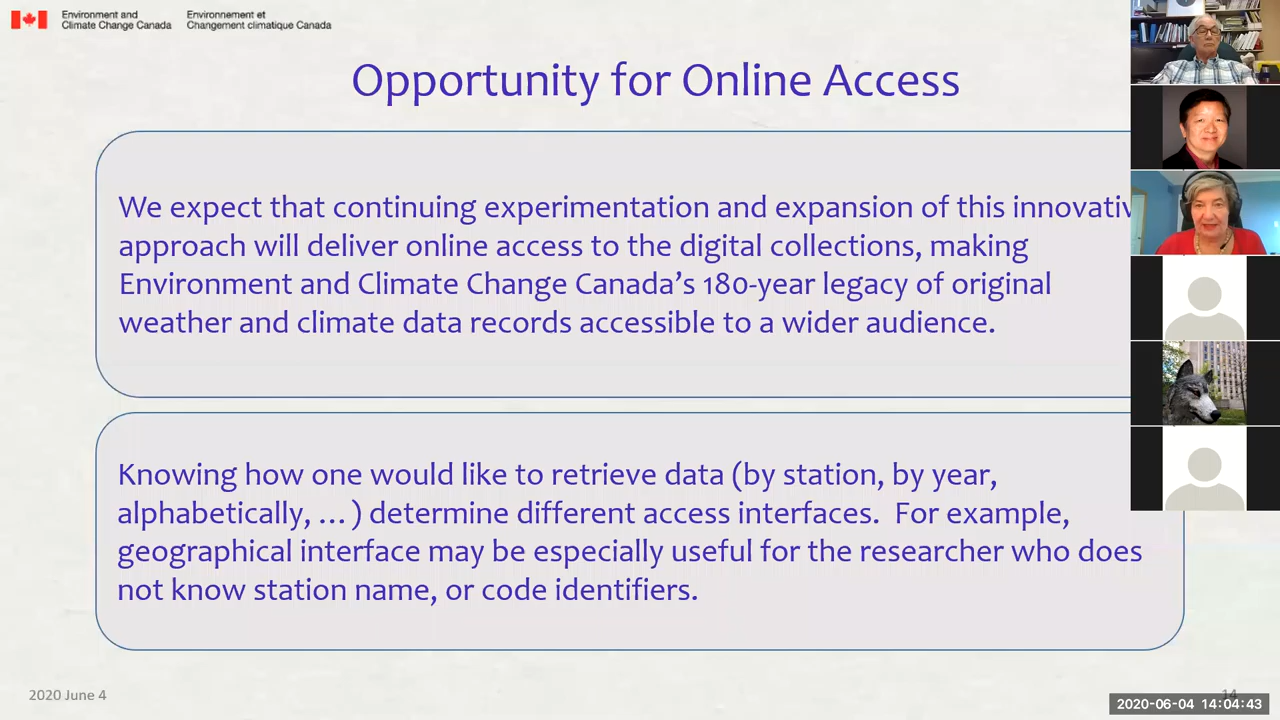 Environment and Environnement et
Climate Change Canada Changement climatique Canada
Opportunity for Online Access
We expect that continuing experimentation and expansion of this innovativ
approach will deliver online access to the digital collections, making
Environment and Climate Change Canada's 180-year legacy of original
weather and climate data records accessible to a wider audience.
Knowing how one would like to retrieve data (by station, by year,
alphabetically, ... ) determine different access interfaces.  For example,
geographical interface may be especially useful for the researcher who does
not know station name, or code identifiers.
2020 June 4
14
2020-06-04 14:04:43